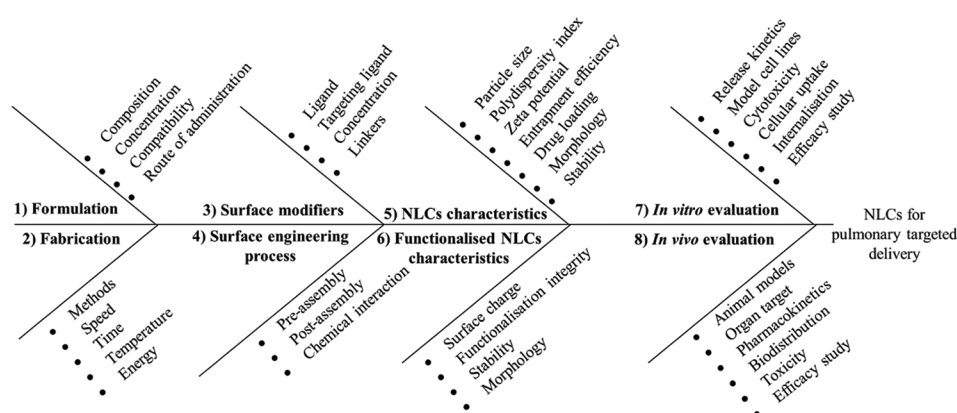 Composition
Concentration
Compatibility
Route of administration
1) Formulation
Ligand
Targeting ligand
Concentration
Linkers
3) Surface modifiers
Particle size
Polydispersity index
Zeta potential
Entrapment efficiency
Drug loading
Morphology
Stability
5) NLCs characteristics
Release kinetics
Model cell lines
Cytotoxicity
Cellular uptake
Internalisation
Efficacy study
7) In vitro evaluation
2) Fabrication
Methods
Speed
Time
Temperature
Energy
4) Surface engineering
process
Pre-assembly
Post-assembly
Chemical interaction
6) Functionalised NLCs
characteristics
Surface charge
Functionalisation integrity
Stability
Morphology
8) In vivo evaluation
Animal models
Organ target
Pharmacokinetics
Biodistribution
Toxicity
Efficacy study
NLCs for
pulmonary targeted
delivery